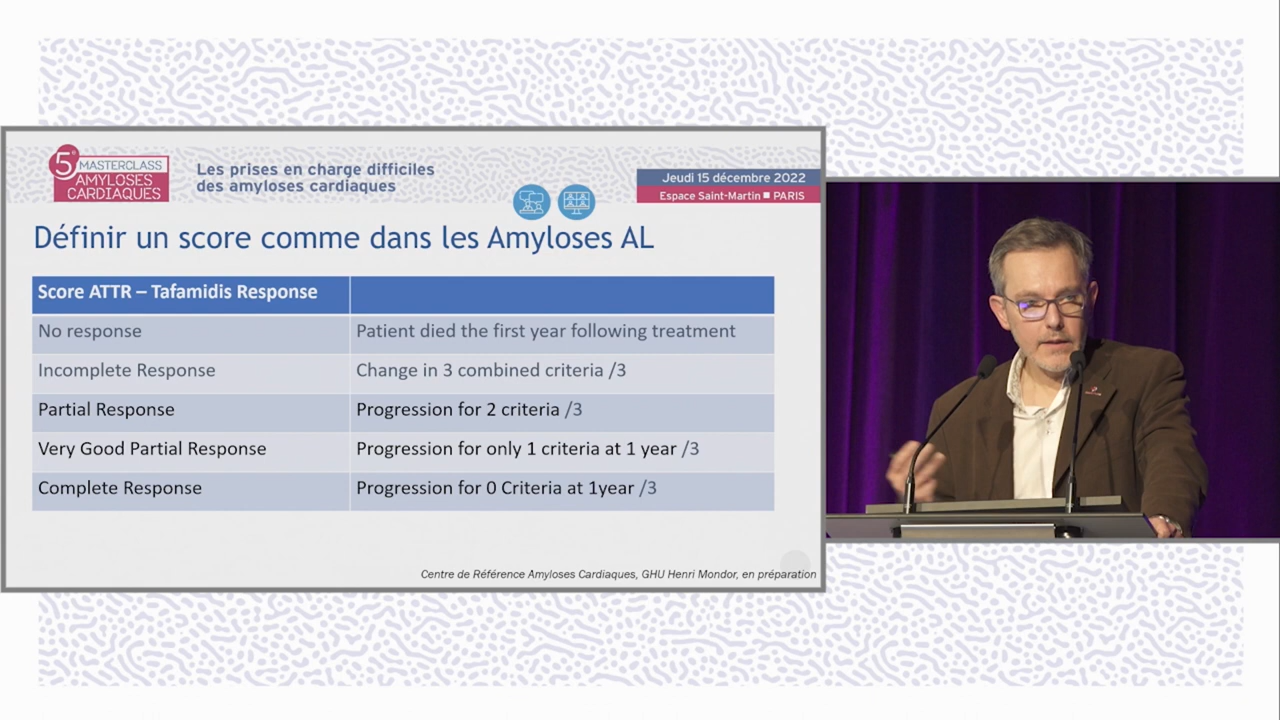 5e MASTERCLASS
AMYLOSES
CARDIAQUES
Les prises en charge difficiles
des amyloses cardiaques
Jeudi 15 décembre 2022
Espace Saint-Martin ■ PARIS
Définir un score comme dans les Amyloses AL
Score ATTR – Tafamidis Response
No response Patient died the first year following treatment
Incomplete Response Change in 3 combined criteria /3
Partial Response Progression for 2 criteria /3
Very Good Partial Response Progression for only 1 criteria at 1 year /3
Complete Response Progression for 0 Criteria at 1year /3
Centre de Référence Amyloses Cardiaques, GHU Henri Mondor, en préparation